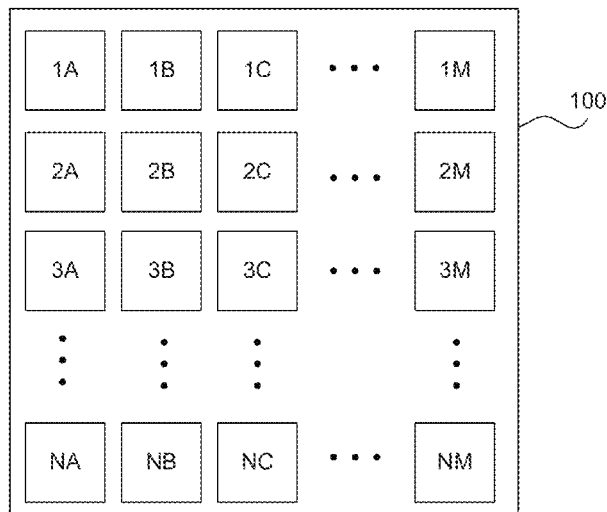 1A 1B 1C • • • 1M
100
2A 2B 2C • • • 2M
3A 3B 3C • • • 3M
NA NB NC • • • NM